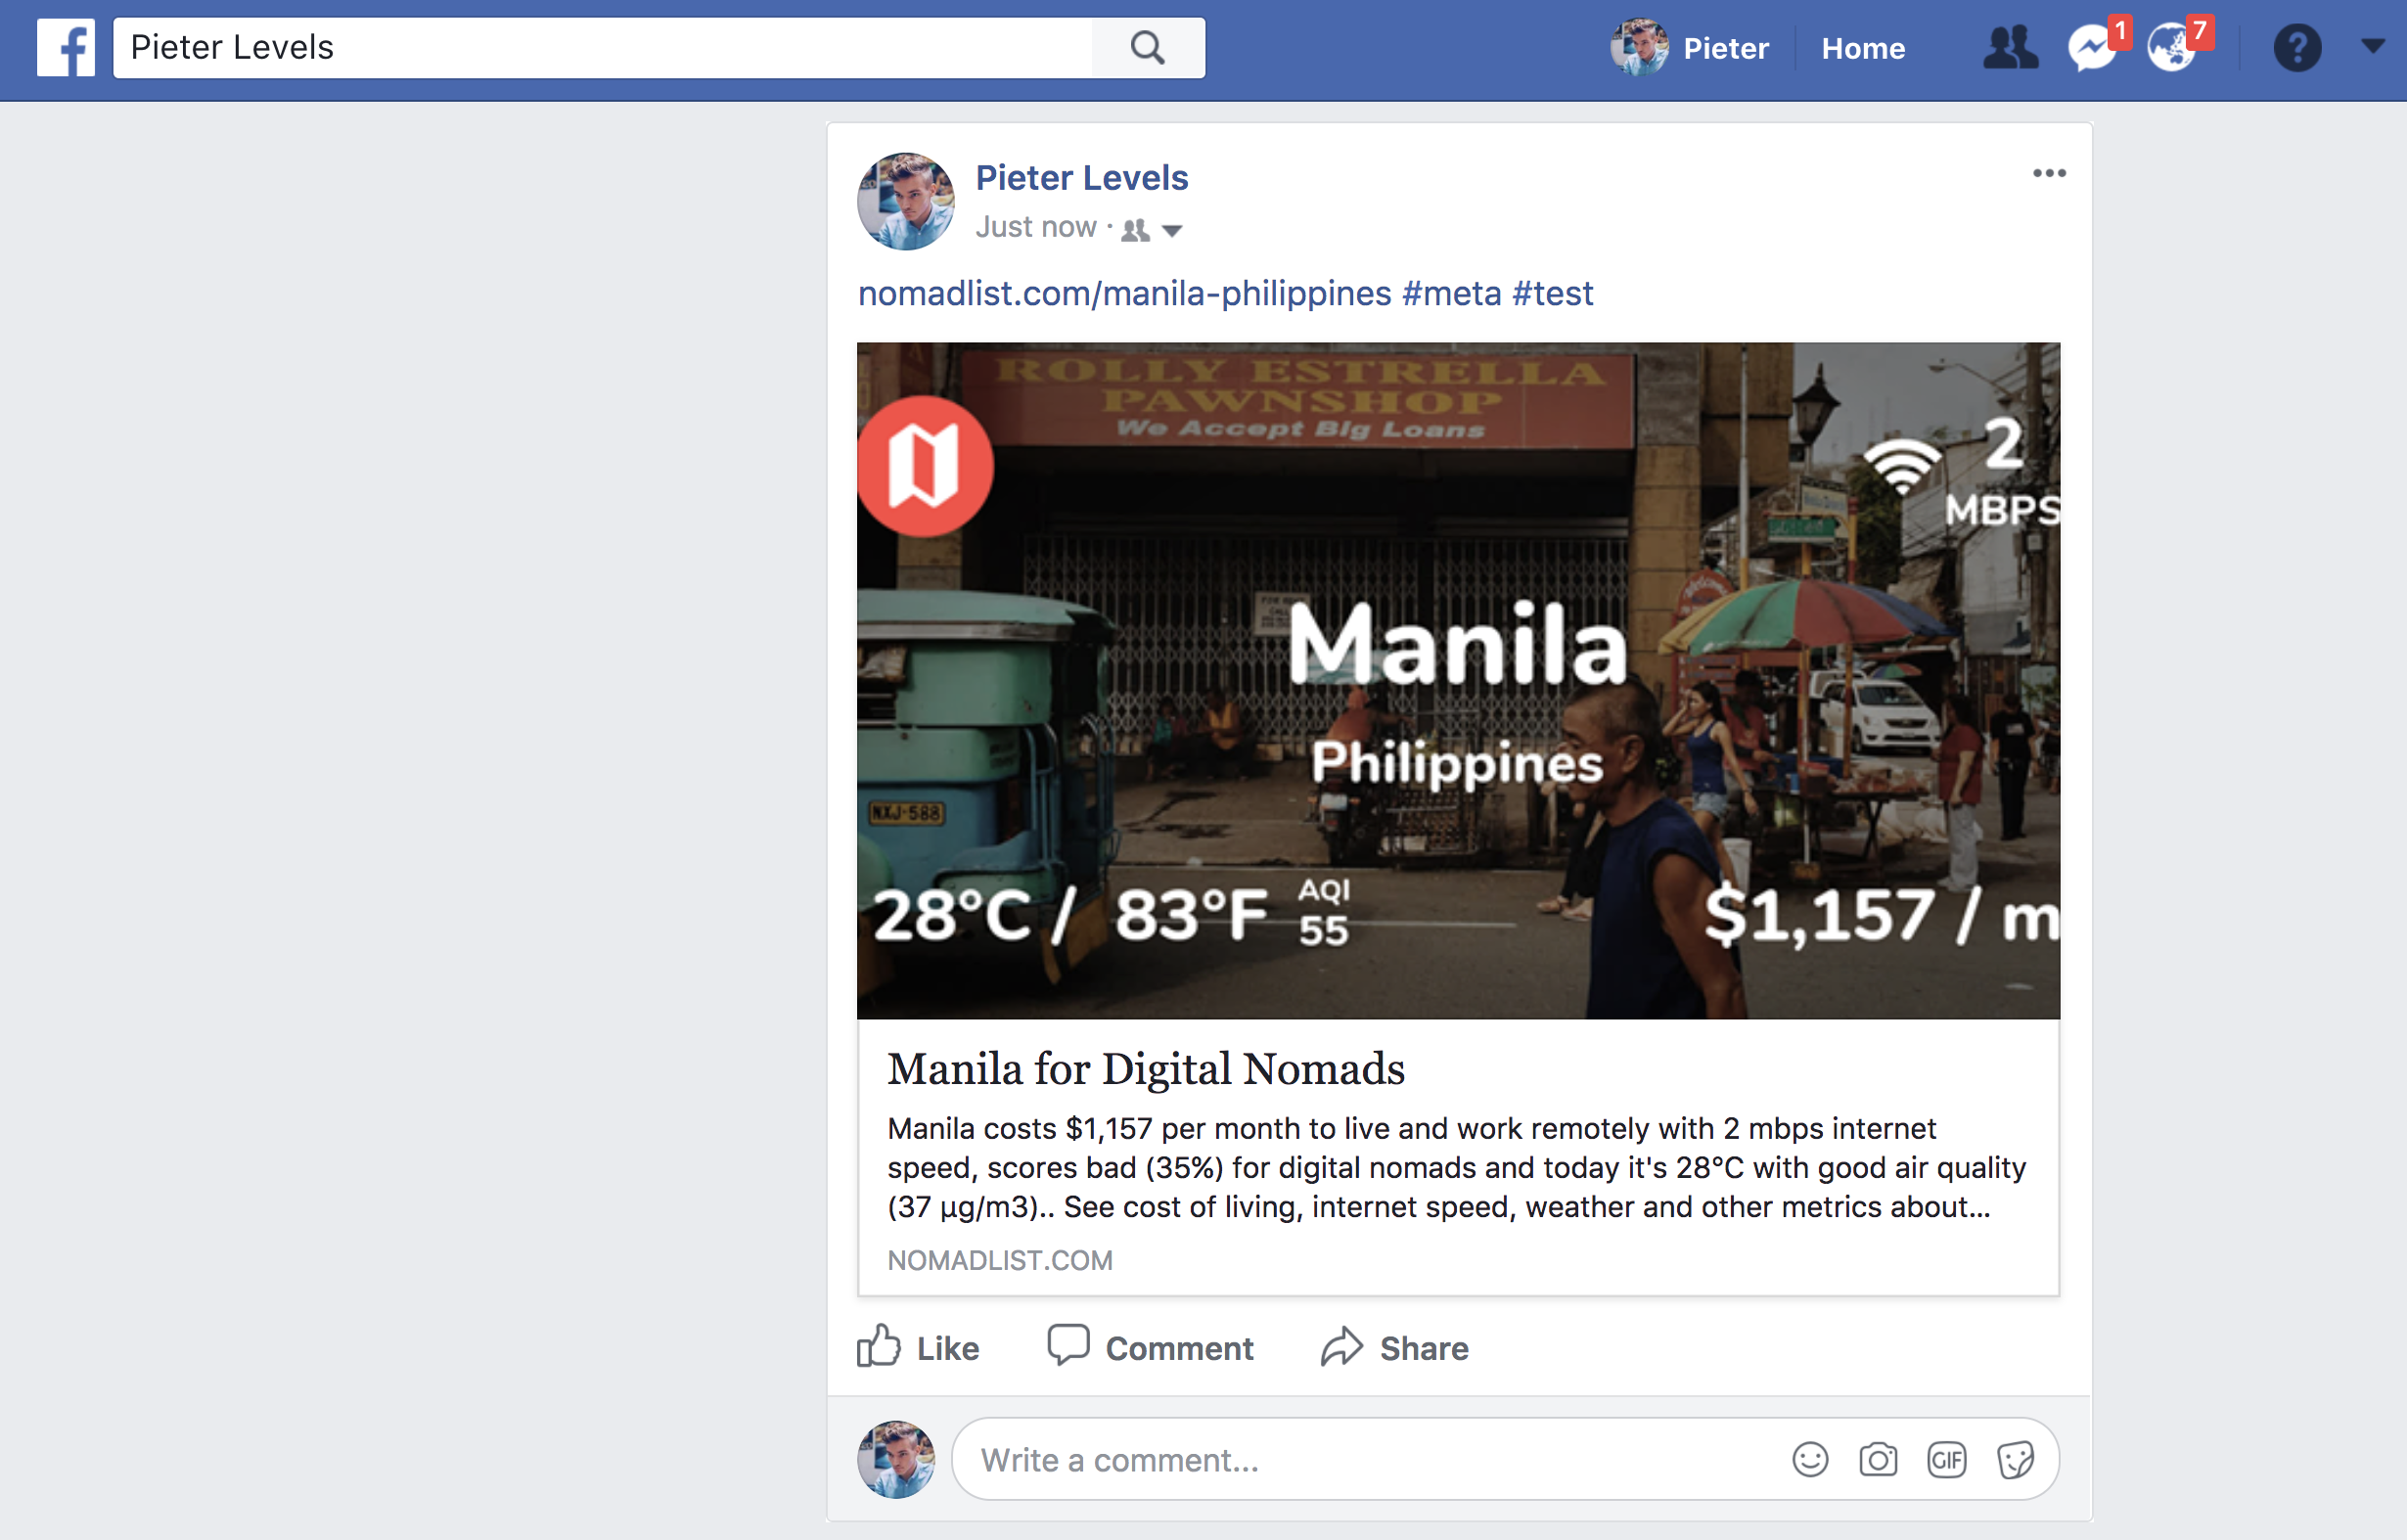 Pieter Levels
Pieter
Home
1
7
?
Pieter Levels
Just now ·
nomadlist.com/manila-philippines #meta #test
ROLLY ESTRELLA
PAWNSHOP
We Accept Big Loans
2
MBPS
Manila
Philippines
NXJ-588
28°C / 83°F
AQI
55
$1,157 / m
Manila for Digital Nomads
Manila costs $1,157 per month to live and work remotely with 2 mbps internet
speed, scores bad (35%) for digital nomads and today it's 28°C with good air quality
(37 µg/m3).. See cost of living, internet speed, weather and other metrics about...
NOMADLIST.COM
Like
Comment
Share
Write a comment...
GIF